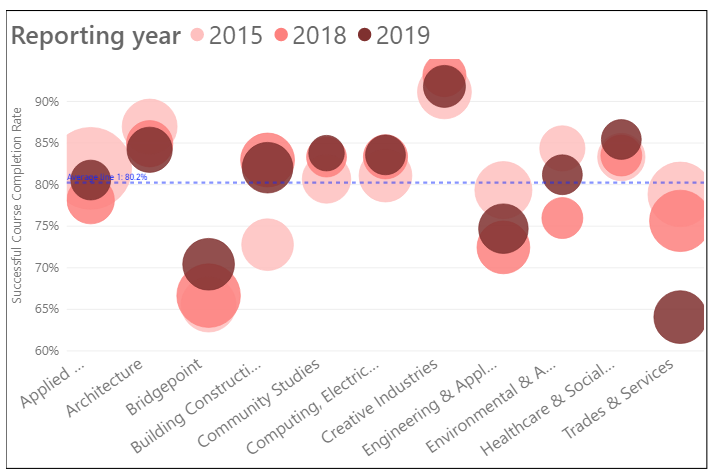 Reporting year 2015 2018 2019
Successful Course Completion Rate
90%
85%
80%
75%
70%
65%
60%
Average line 1: 80.2%
Applied ...
Architecture
Bridgepoint
Building Constructi...
Community Studies
Computing, Electric...
Creative Industries
Engineering & Appl...
Environmental & A...
Healthcare & Social...
Trades & Services